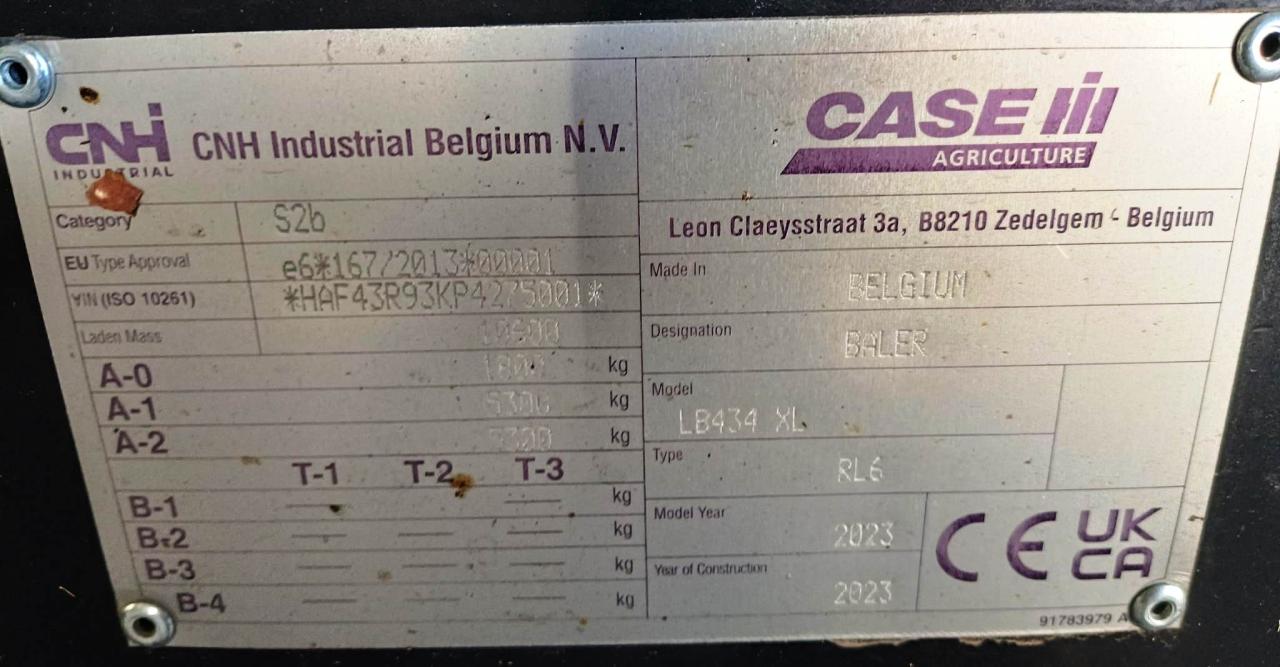 CNH
INDUSTRIAL
CNH Industrial Belgium N.V.
Category S2b
EU Type Approval e6*167/2013*00001
VIN (ISO 10261) *HAF43R93KP4275001*
Laden Mass
A-0 kg
A-1 5300 kg
A-2 5300 kg
T-1 T-2 T-3
B-1 kg
B-2 kg
B-3 kg
B-4 kg
CASE IH
AGRICULTURE
Leon Claeysstraat 3a, B8210 Zedelgem - Belgium
Made In BELGIUM
Designation BALER
Model
LB434 XL
Type RL6
Model Year 2023
Year of Construction 2023
CE UK
CA
91783979 A